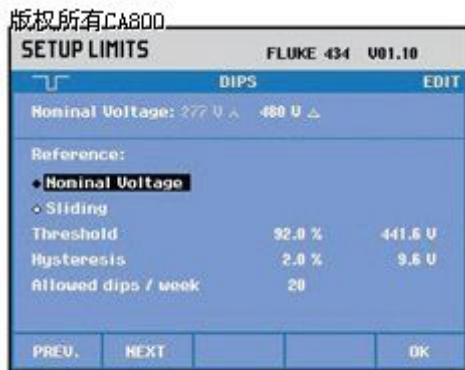 版权所有CA800
SETUP LIMITS FLUKE 434 V01.10
DIPS EDIT
Nominal Voltage: 277 V 人 480 V △
Reference:
Nominal Voltage
Sliding
Threshold 92.0 % 441.6 V
Hysteresis 2.0 % 9.6 V
Allowed dips / week 20
PREV. NEXT OK